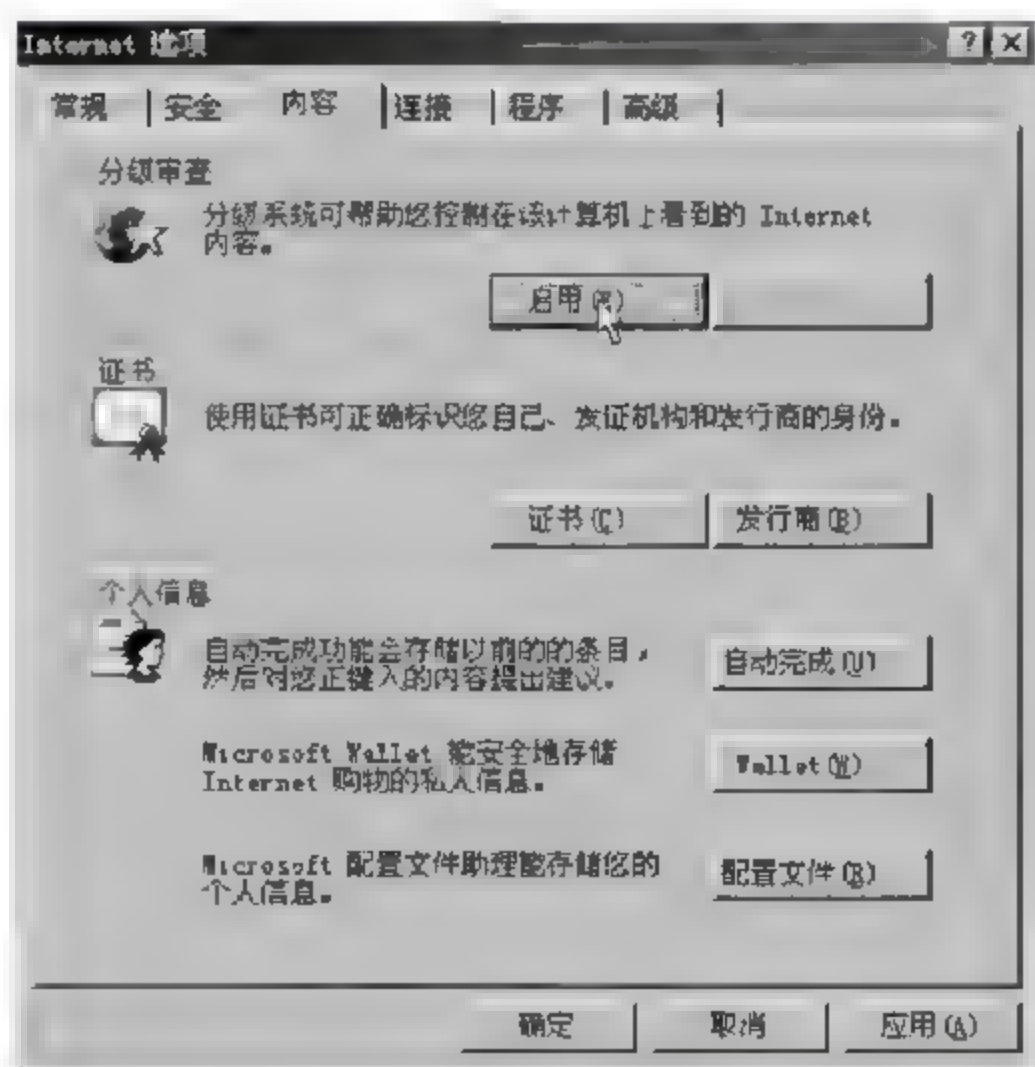 Internet 选项
常规 安全 内容 连接 程序 高级
分级审查
分级系统可帮助您控制在该计算机上看到的 Internet
内容。
启用(E)
证书
使用证书可正确标识您自己、发证机构和发行商的身份。
证书(C) 发行商(B)
个人信息
自动完成功能会存储以前的的条目，
然后对您正键入的内容提出建议。
自动完成(U)
Microsoft Wallet 能安全地存储
Internet 购物的私人信息。
Wallet(W)
Microsoft 配置文件助理能存储您的
个人信息。
配置文件(R)
确定 取消 应用(A)